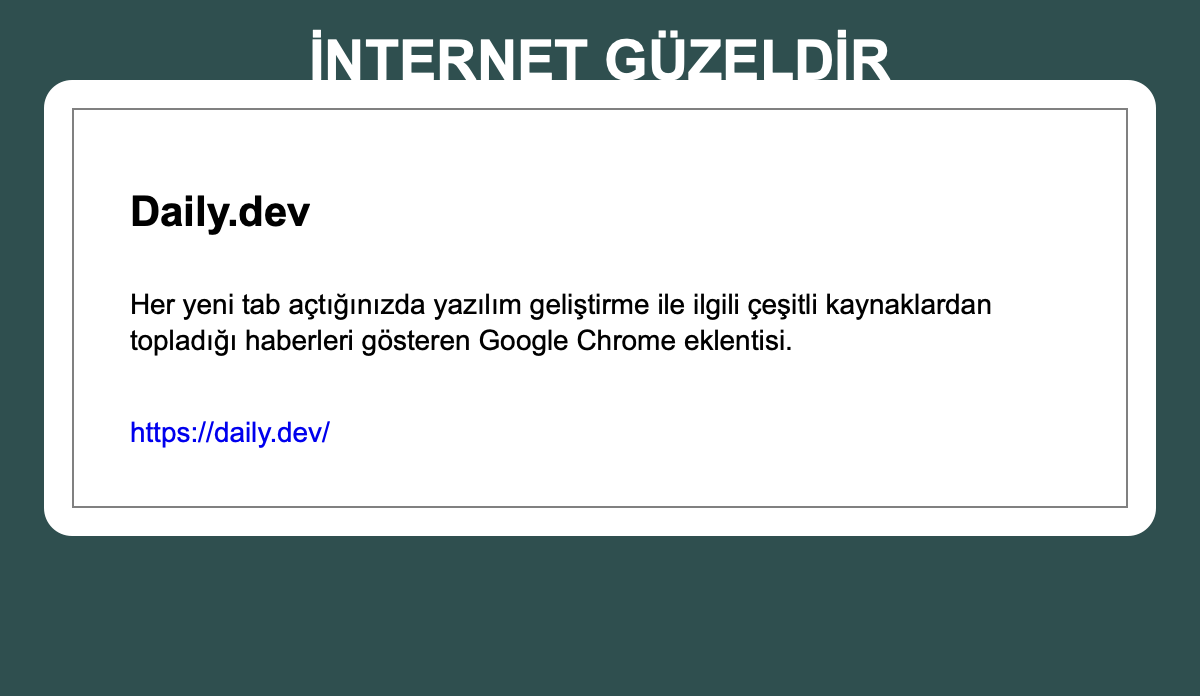 İNTERNET GÜZELDİR
Daily.dev
Her yeni tab açtığınızda yazılım geliştirme ile ilgili çeşitli kaynaklardan
topladığı haberleri gösteren Google Chrome eklentisi.
https://daily.dev/